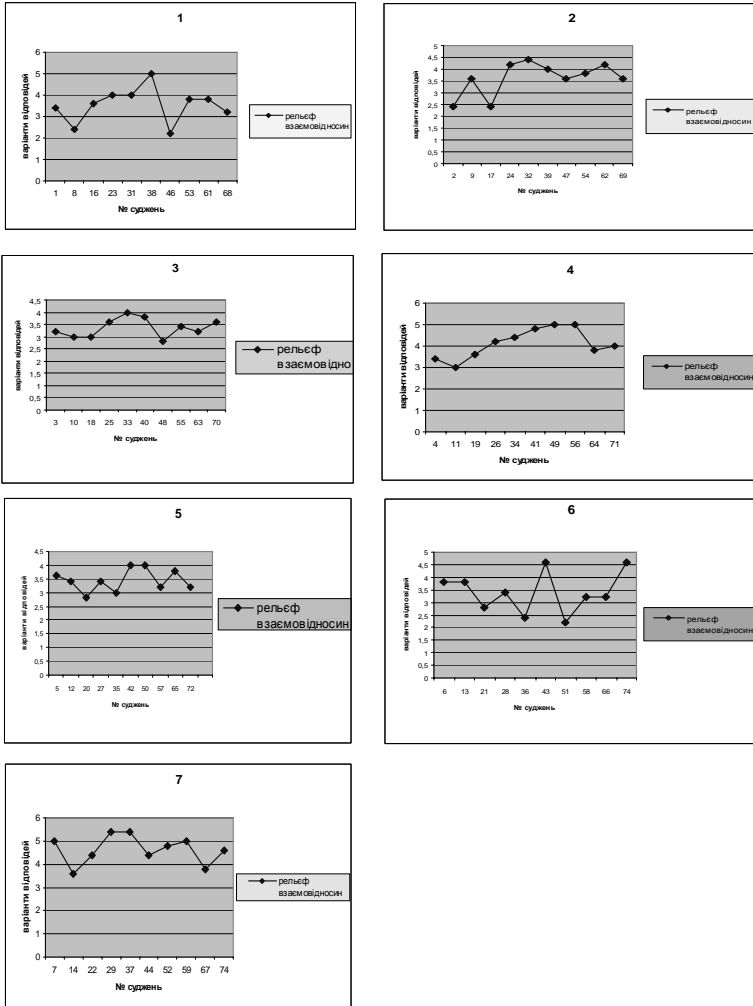 1
6
5
4
3
2
1
0
варіанти відповідей
1 8 16 23 31 38 46 53 61 68
№ суджень
рельєф
взаємовідносин
2
5
4,5
4
3,5
3
2,5
2
1,5
1
0,5
0
варіанти відповідей
2 9 17 24 32 39 47 54 62 69
№ суджень
рельєф
взаємовідносин
3
4,5
4
3,5
3
2,5
2
1,5
1
0,5
0
варіанти відповідей
3 10 18 25 33 40 48 55 63 70
№ суджень
рельєф
взаємовідно
4
6
5
4
3
2
1
0
варіанти відповідей
4 11 19 26 34 41 49 56 64 71
№ суджень
рельєф
взаємовідносин
5
4,5
4
3,5
3
2,5
2
1,5
1
0,5
0
варіанти відповідей
5 12 20 27 35 42 50 57 65 72
№ суджень
рельєф
взаємовідносин
6
5
4,5
4
3,5
3
2,5
2
1,5
1
0,5
0
варіанти відповідей
6 13 21 28 36 43 51 58 66 74
№ суджень
рельєф
взаємовідносин
7
6
5
4
3
2
1
0
варіанти відповідей
7 14 22 29 37 44 52 59 67 74
№ суджень
рельєф
взаємовідносин